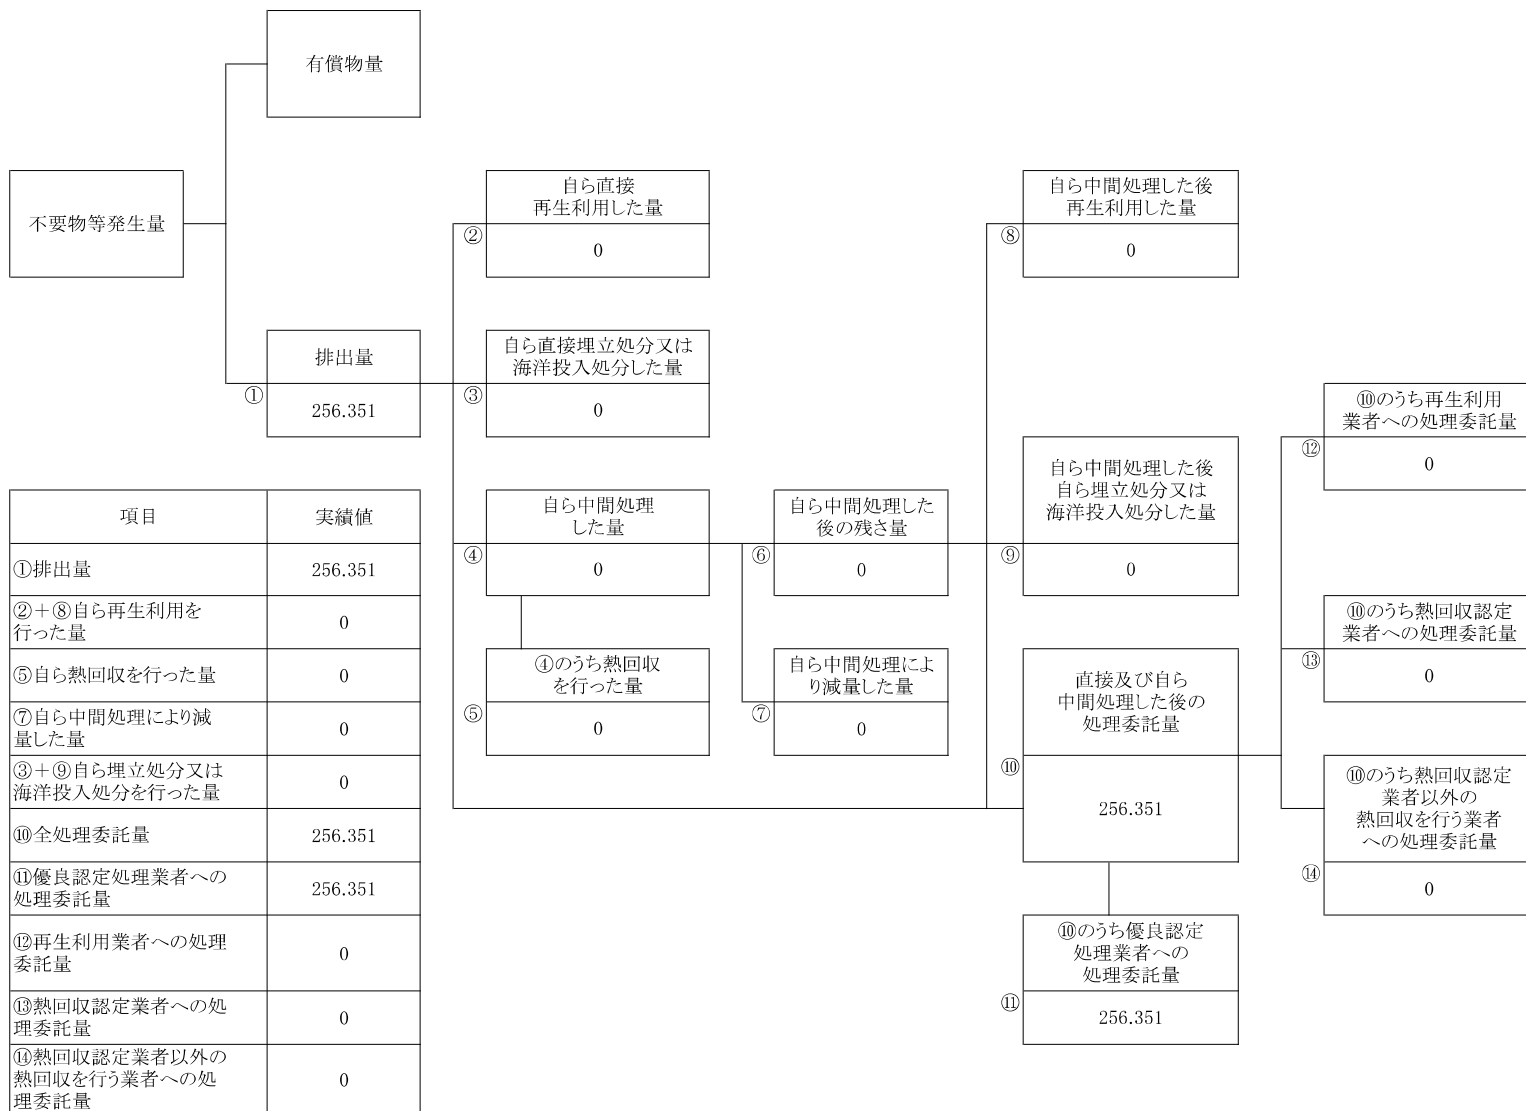 有償物量
不要物等発生量
自ら直接
再生利用した量
②
0
自ら中間処理した後
再生利用した量
⑧
0
排出量
①
256.351
自ら直接埋立処分又は
海洋投入処分した量
③
0
⑩のうち再生利用
業者への処理委託量
⑫
0
自ら中間処理
した量
④
0
自ら中間処理した
後の残さ量
⑥
0
自ら中間処理した後
自ら埋立処分又は
海洋投入処分した量
⑨
0
⑩のうち熱回収認定
業者への処理委託量
⑬
0
④のうち熱回収
を行った量
⑤
0
自ら中間処理によ
り減量した量
⑦
0
直接及び自ら
中間処理した後の
処理委託量
⑩
256.351
⑩のうち熱回収認定
業者以外の
熱回収を行う業者
への処理委託量
⑭
0
⑩のうち優良認定
処理業者への
処理委託量
⑪
256.351
項目 実績値
①排出量 256.351
②+⑧自ら再生利用を
行った量
0
⑤自ら熱回収を行った量 0
⑦自ら中間処理により減
量した量
0
③+⑨自ら埋立処分又は
海洋投入処分を行った量
0
⑩全処理委託量 256.351
⑪優良認定処理業者への
処理委託量
256.351
⑫再生利用業者への処理
委託量
0
⑬熱回収認定業者への処
理委託量
0
⑭熱回収認定業者以外の
熱回収を行う業者への処
理委託量
0